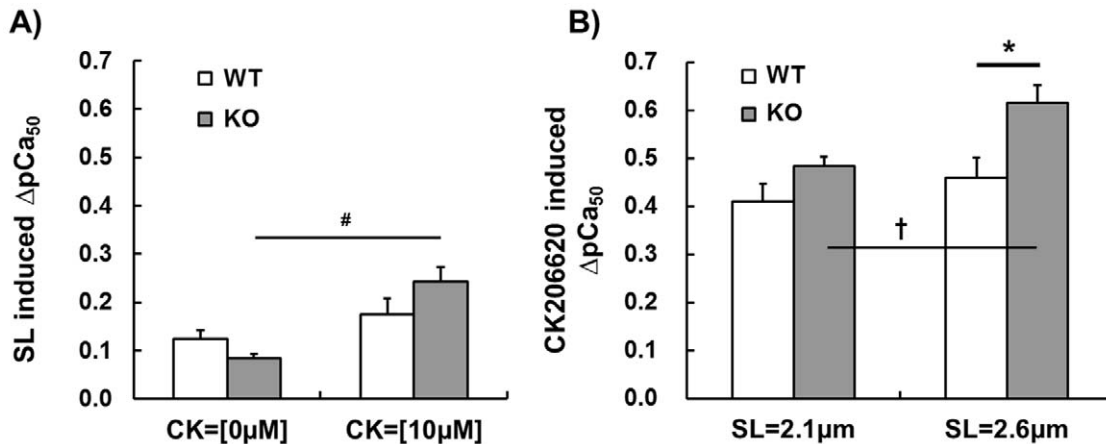 A)
SL induced ΔpCa50
0.7
0.6
0.5
0.4
0.3
0.2
0.1
0.0
WT
KO
#
CK=[0µM]
CK=[10µM]
B)
CK206620 induced
ΔpCa50
0.7
0.6
0.5
0.4
0.3
0.2
0.1
0.0
WT
KO
*
†
SL=2.1µm
SL=2.6µm